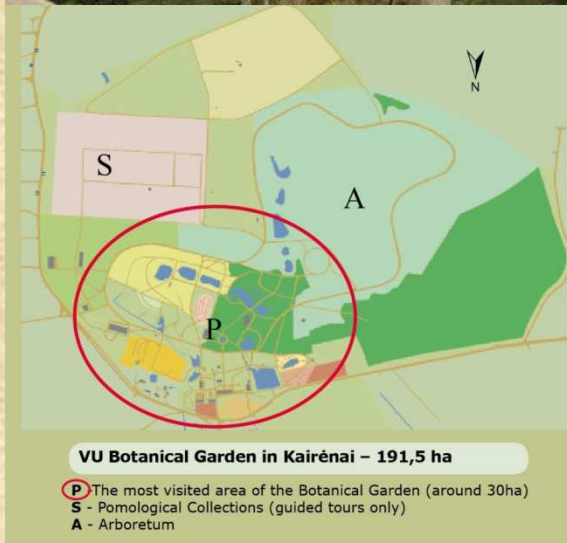 N
S
A
P
VU Botanical Garden in Kairėnai – 191,5 ha
P -The most visited area of the Botanical Garden (around 30ha)
S - Pomological Collections (guided tours only)
A - Arboretum